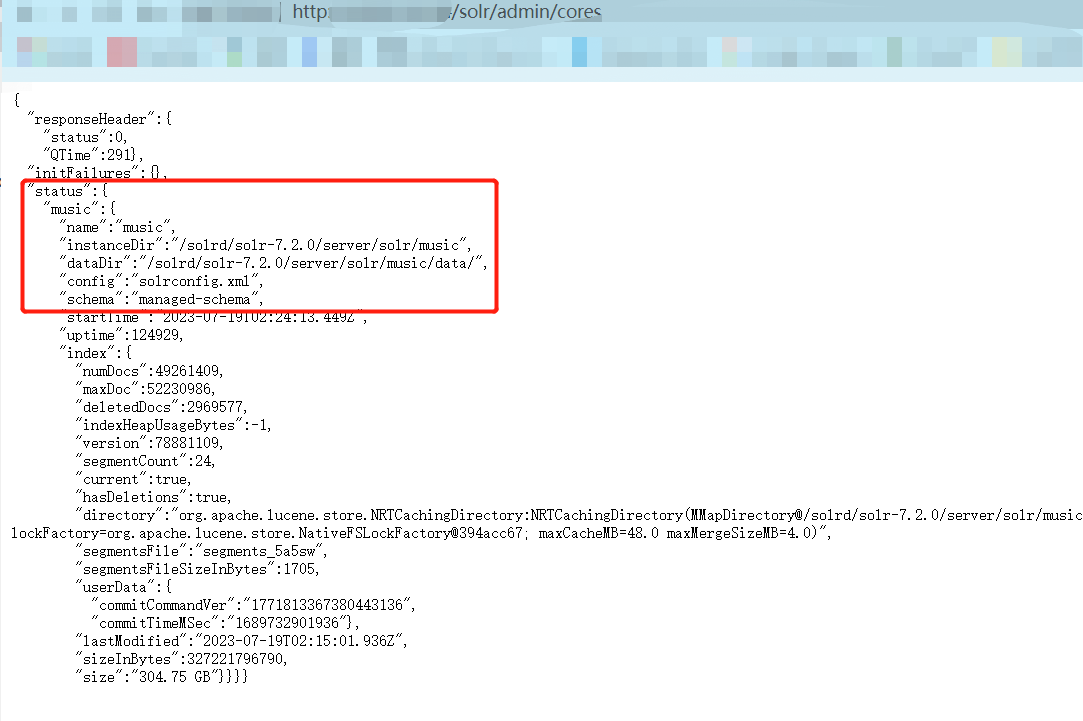 http /solr/admin/cores
{
"responseHeader":{
"status":0,
"QTime":291},
"initFailures":{},
"status":{
"music":{
"name":"music",
"instanceDir":"/solrd/solr-7.2.0/server/solr/music",
"dataDir":"/solrd/solr-7.2.0/server/solr/music/data/",
"config":"solrconfig.xml",
"schema":"managed-schema",
"startTime":"2023-07-19T02:24:13.449Z",
"uptime":124929,
"index":{
"numDocs":49261409,
"maxDoc":52230986,
"deletedDocs":2969577,
"indexHeapUsageBytes":-1,
"version":78881109,
"segmentCount":24,
"current":true,
"hasDeletions":true,
"directory":"org.apache.lucene.store.NRTCachingDirectory:NRTCachingDirectory(MMapDirectory@/solrd/solr-7.2.0/server/solr/music
lockFactory=org.apache.lucene.store.NativeFSLockFactory@394acc67; maxCacheMB=48.0 maxMergeSizeMB=4.0)",
"segmentsFile":"segments_5a5sw",
"segmentsFileSizeInBytes":1705,
"userData":{
"commitCommandVer":"1771813367380443136",
"commitTimeMSec":"1689732901936"},
"lastModified":"2023-07-19T02:15:01.936Z",
"sizeInBytes":327221796790,
"size":"304.75 GB"}}}}